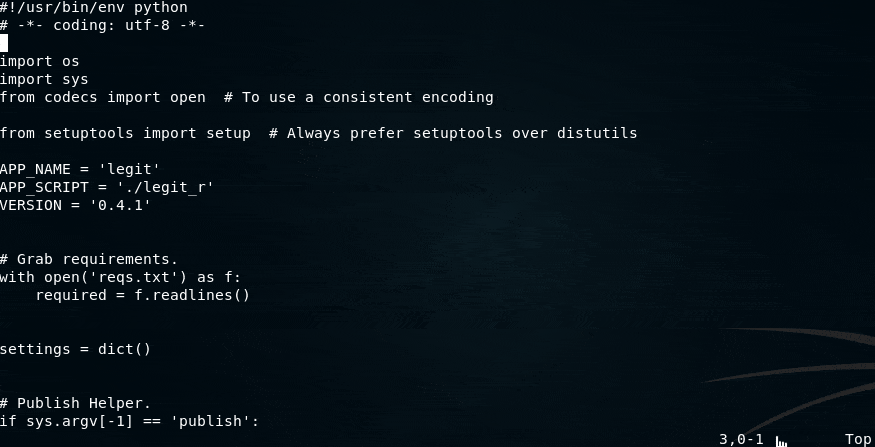 #!/usr/bin/env python
# -*- coding: utf-8 -*-
import os
import sys
from codecs import open  # To use a consistent encoding
from setuptools import setup  # Always prefer setuptools over distutils
APP_NAME = 'legit'
APP_SCRIPT = './legit_r'
VERSION = '0.4.1'
# Grab requirements.
with open('reqs.txt') as f:
    required = f.readlines()
settings = dict()
# Publish Helper.
if sys.argv[-1] == 'publish':
3,0-1 Top